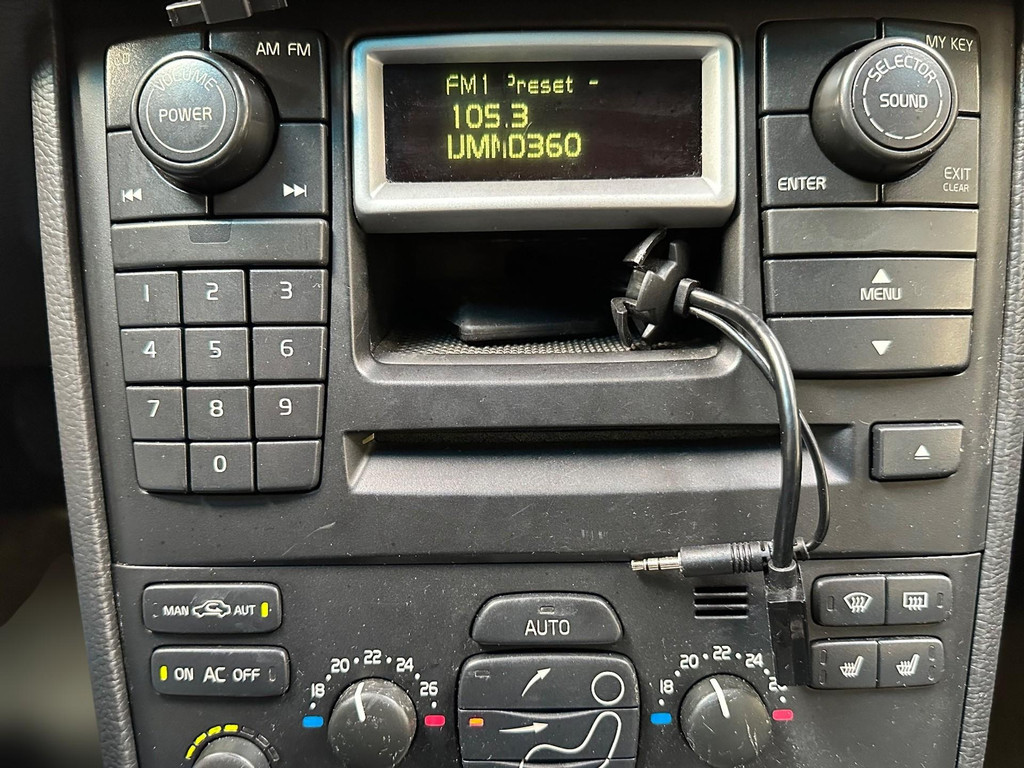 CD
AM FM
VOLUME
POWER
FM1 Preset -
105.3
MY KEY
SELECTOR
SOUND
ENTER
EXIT
CLEAR
1 2 3
4 5 6
7 8 9
0
MENU
MAN AUT
ON AC OFF
AUTO
18 20 22 24 26
18 20 22 24